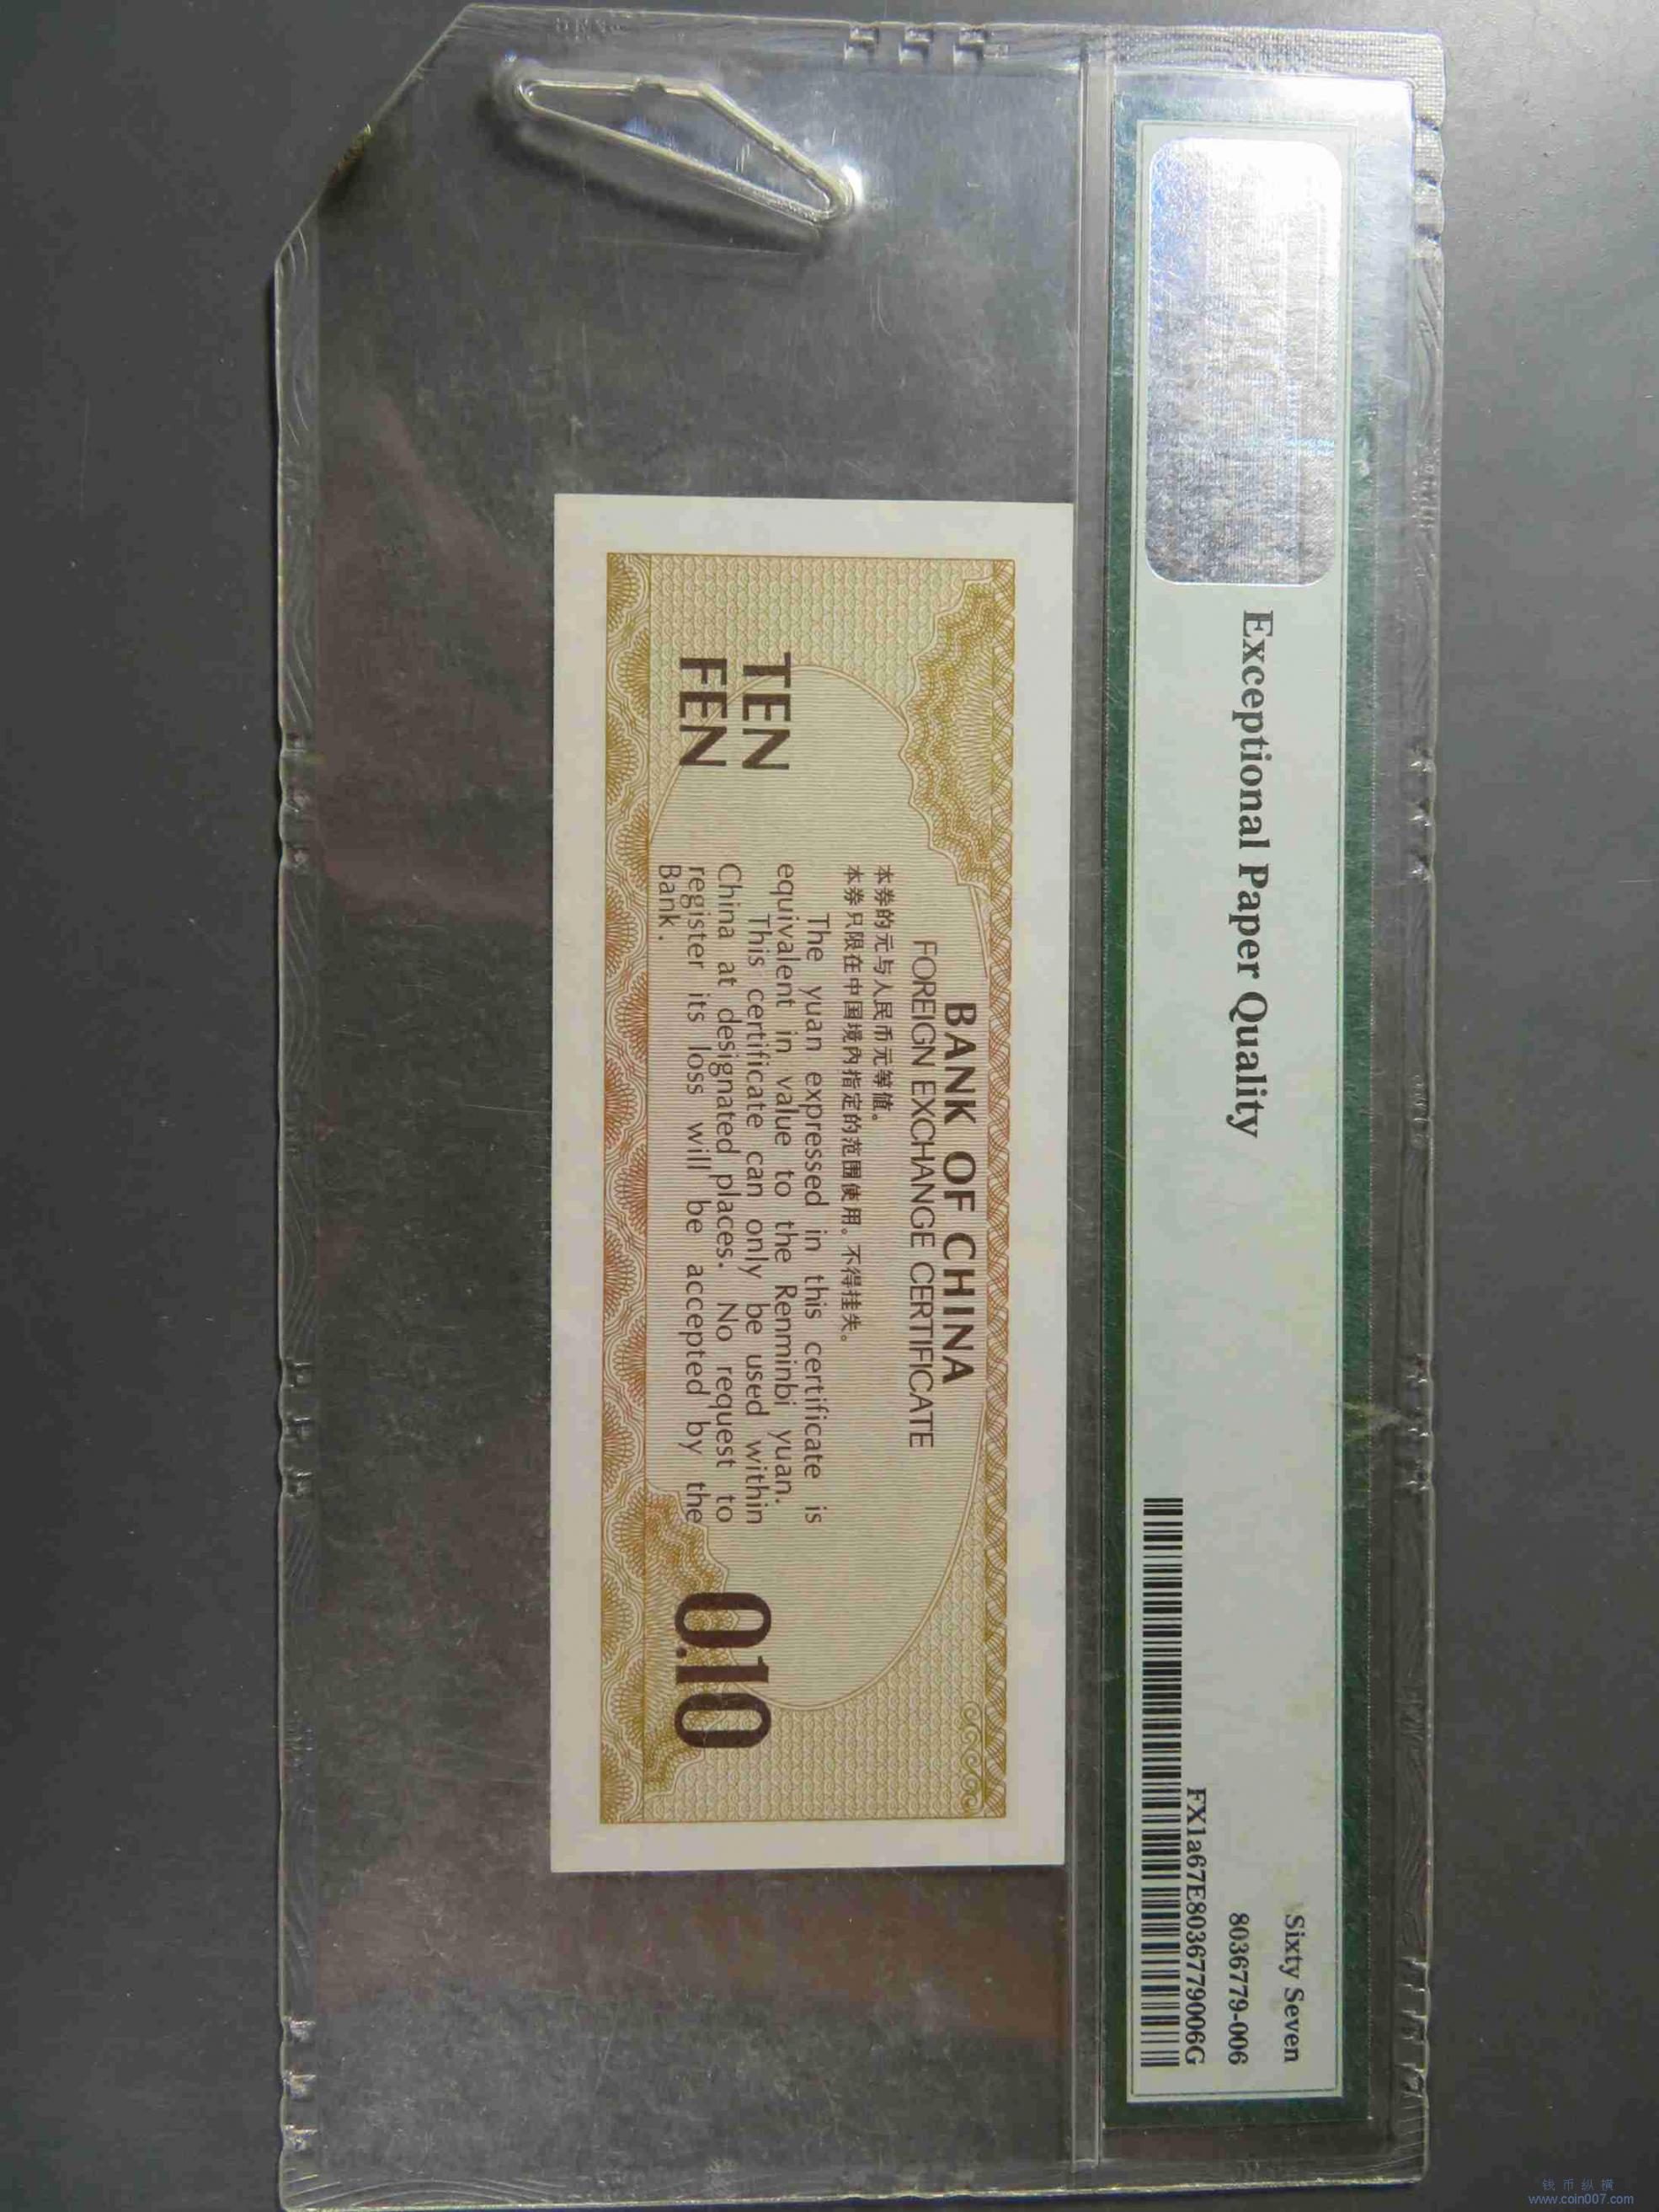 Exceptional Paper Quality
Sixty Seven
8036779-006
FX1a67E8036779006G
BANK OF CHINA
FOREIGN EXCHANGE CERTIFICATE
本券的元与人民币元等值。
本券只限在中国境内指定的范围使用。不得挂失。
The yuan expressed in this certificate is
equivalent in value to the Renminbi yuan.
This certificate can only be used within
China at designated places. No request to
register its loss will be accepted by the
Bank.
TEN
FEN
0.10
钱币纵横
www.coin007.com